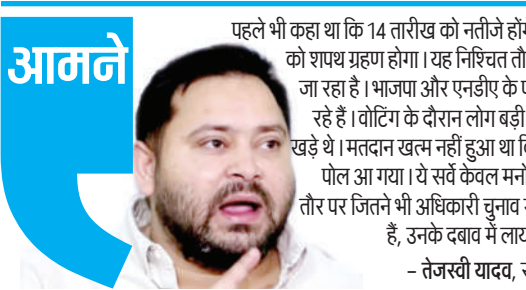 आमने
पहले भी कहा था कि 14 तारीख को नतीजे होंगे
को शपथ ग्रहण होगा। यह निश्चित तौ
जा रहा है। भाजपा और एनडीए के प
रहे हैं। वोटिंग के दौरान लोग बड़ी
खड़े थे। मतदान खत्म नहीं हुआ था कि
पोल आ गया। ये सर्वे केवल मनो
तौर पर जितने भी अधिकारी चुनाव
हैं, उनके दबाव में लाय
– तेजस्वी यादव,